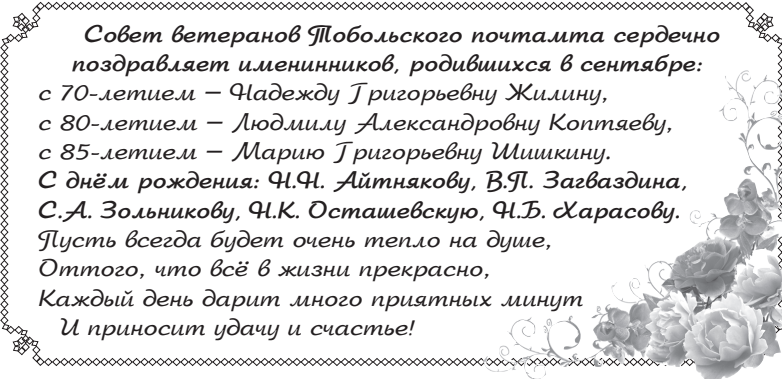 Совет ветеранов Тобольского почтамта сердечно
поздравляет именинников, родившихся в сентябре:
с 70-летием – Надежду Григорьевну Жилину,
с 80-летием – Людмилу Александровну Коптяеву,
с 85-летием – Марию Григорьевну Шишкину.
С днём рождения: Н.Н. Айтнякову, В.П. Загваздина,
С.А. Зольникову, Н.К. Осташевскую, Н.Б. Харасову.
Пусть всегда будет очень тепло на душе,
Оттого, что всё в жизни прекрасно,
Каждый день дарит много приятных минут
И приносит удачу и счастье!